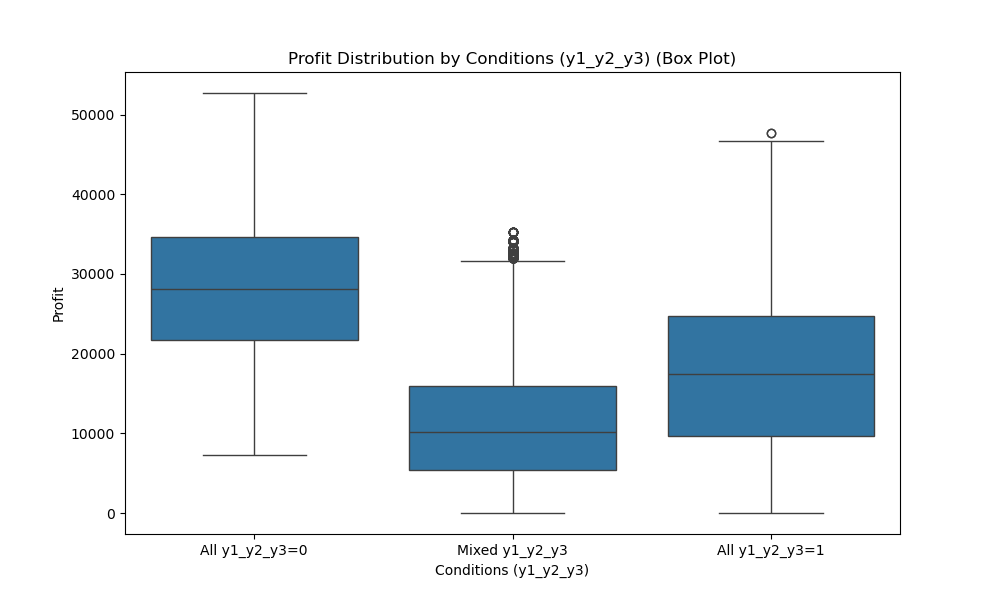 Profit Distribution by Conditions (y1_y2_y3) (Box Plot)
Profit
50000
40000
30000
20000
10000
0
All y1_y2_y3=0
Mixed y1_y2_y3
All y1_y2_y3=1
Conditions (y1_y2_y3)